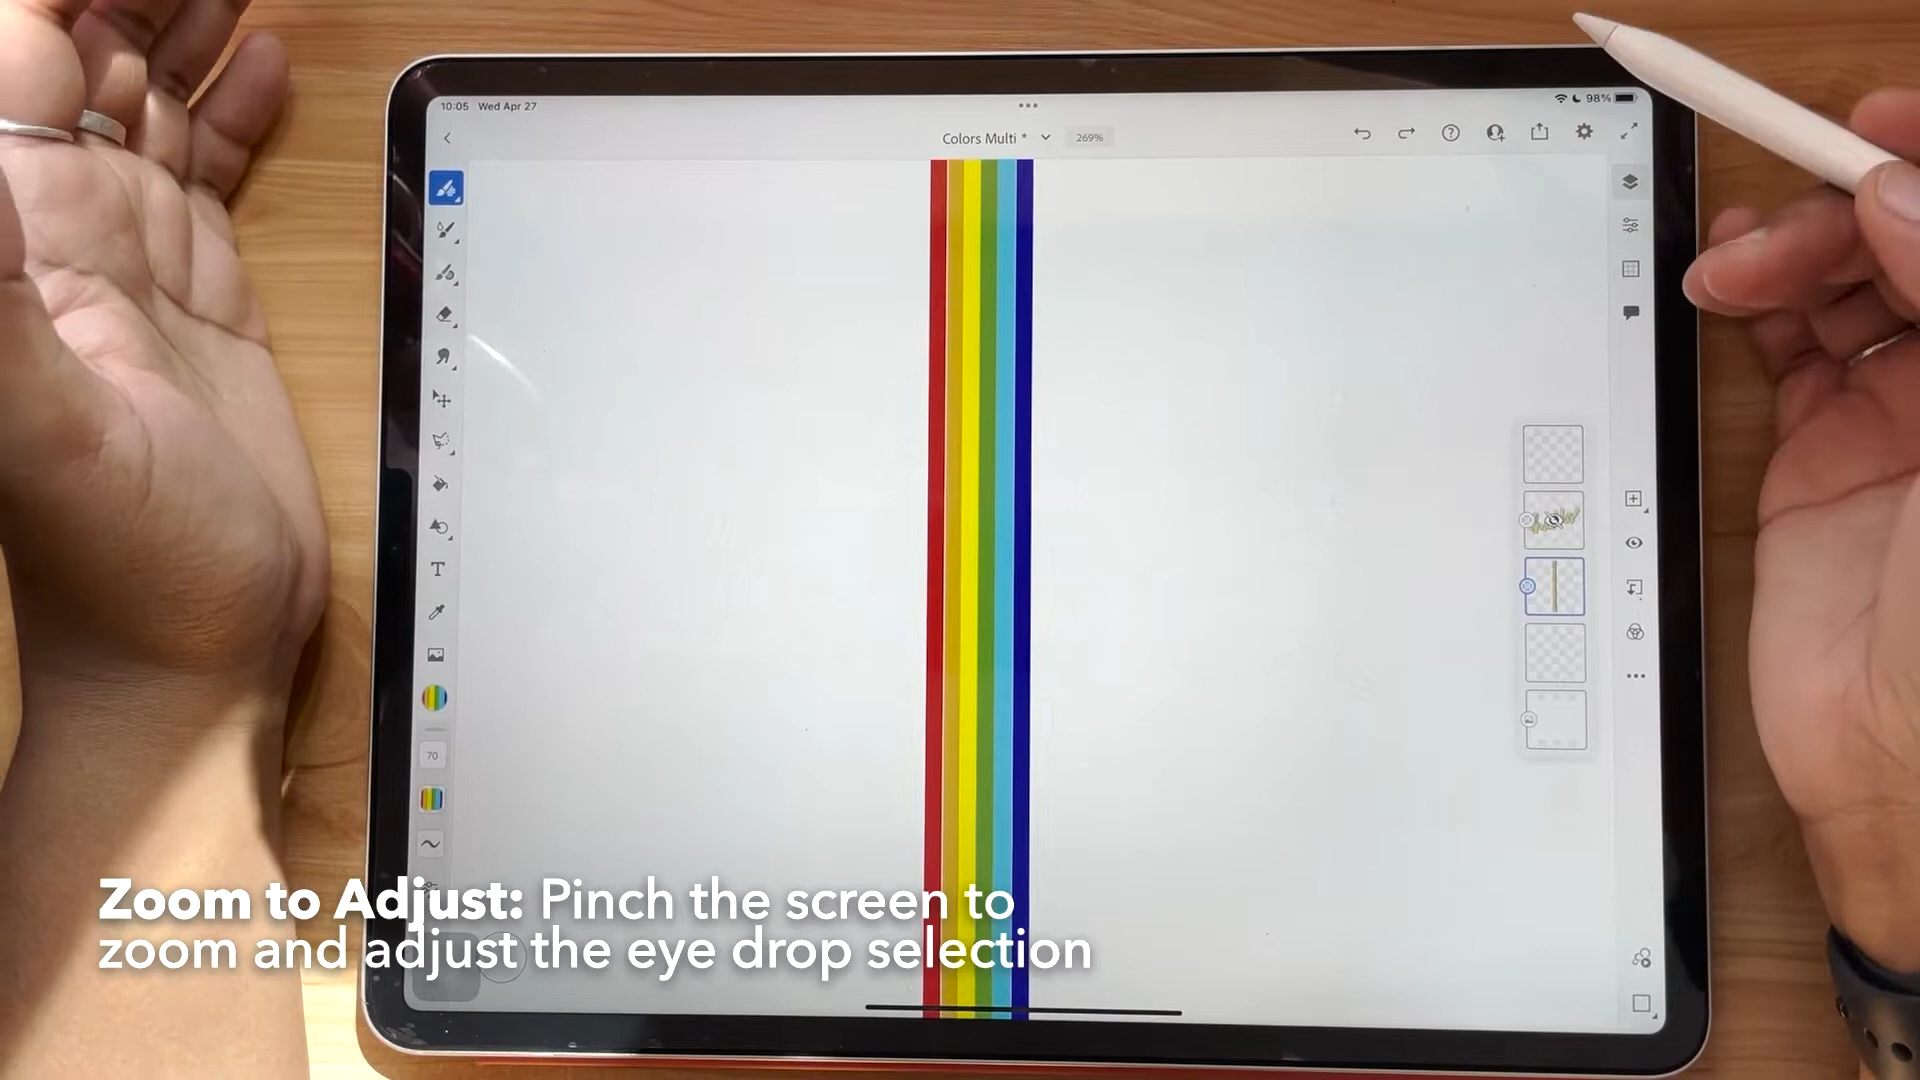 10:05 Wed Apr 27
98%
Colors Multi *
269%
T
70
Zoom to Adjust: Pinch the screen to
zoom and adjust the eye drop selection